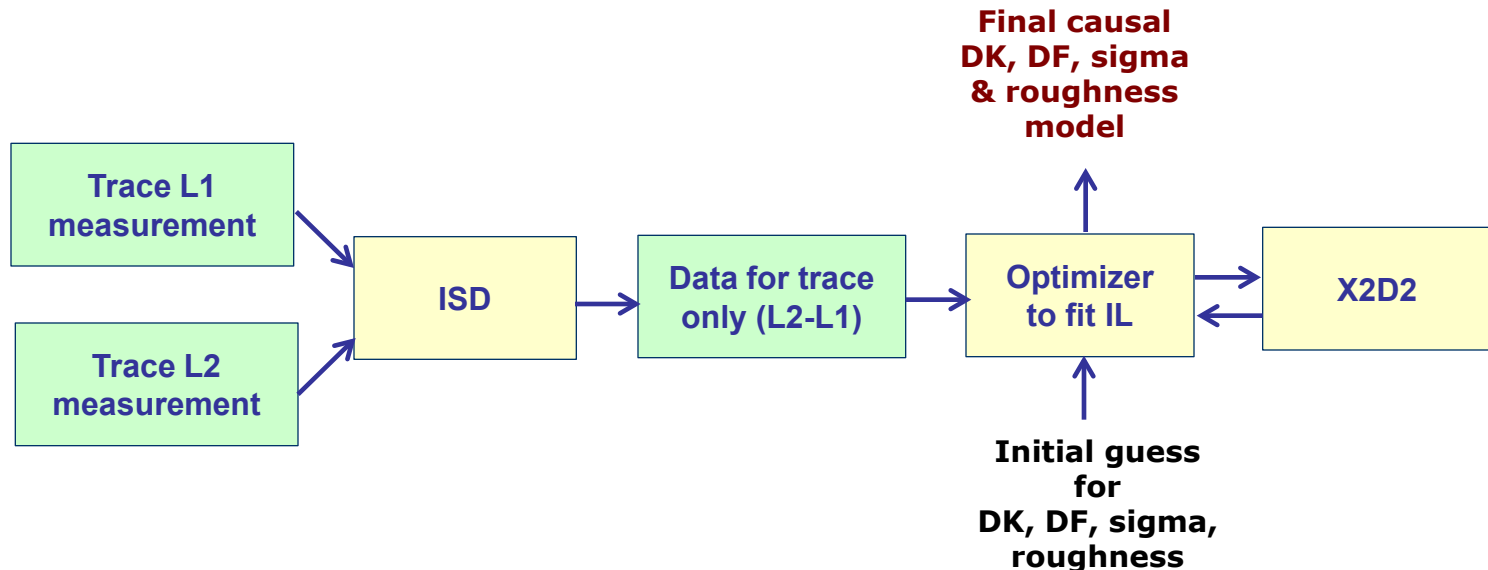 Final causal
DK, DF, sigma
& roughness
model
Trace L1
measurement
Trace L2
measurement
ISD
Data for trace
only (L2-L1)
Optimizer
to fit IL
X2D2
Initial guess
for
DK, DF, sigma,
roughness